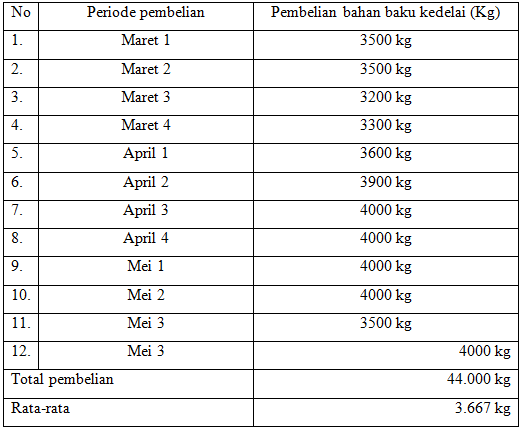 No Periode pembelian Pembelian bahan baku kedelai (Kg)
1. Maret 1 3500 kg
2. Maret 2 3500 kg
3. Maret 3 3200 kg
4. Maret 4 3300 kg
5. April 1 3600 kg
6. April 2 3900 kg
7. April 3 4000 kg
8. April 4 4000 kg
9. Mei 1 4000 kg
10. Mei 2 4000 kg
11. Mei 3 3500 kg
12. Mei 3 4000 kg
Total pembelian 44.000 kg
Rata-rata 3.667 kg